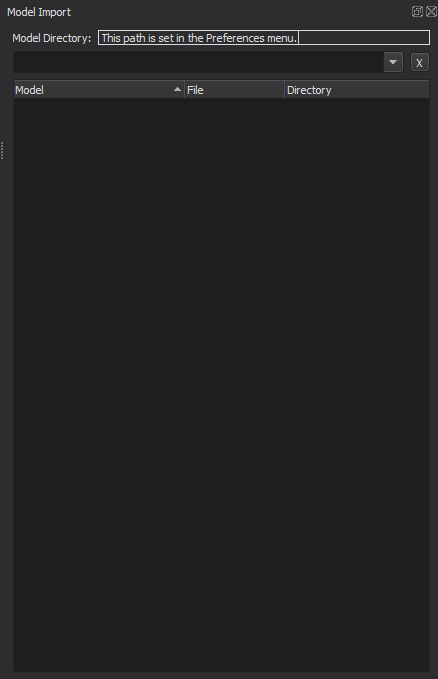 Model Import
Model Directory: This path is set in the Preferences menu.
X
Model File Directory